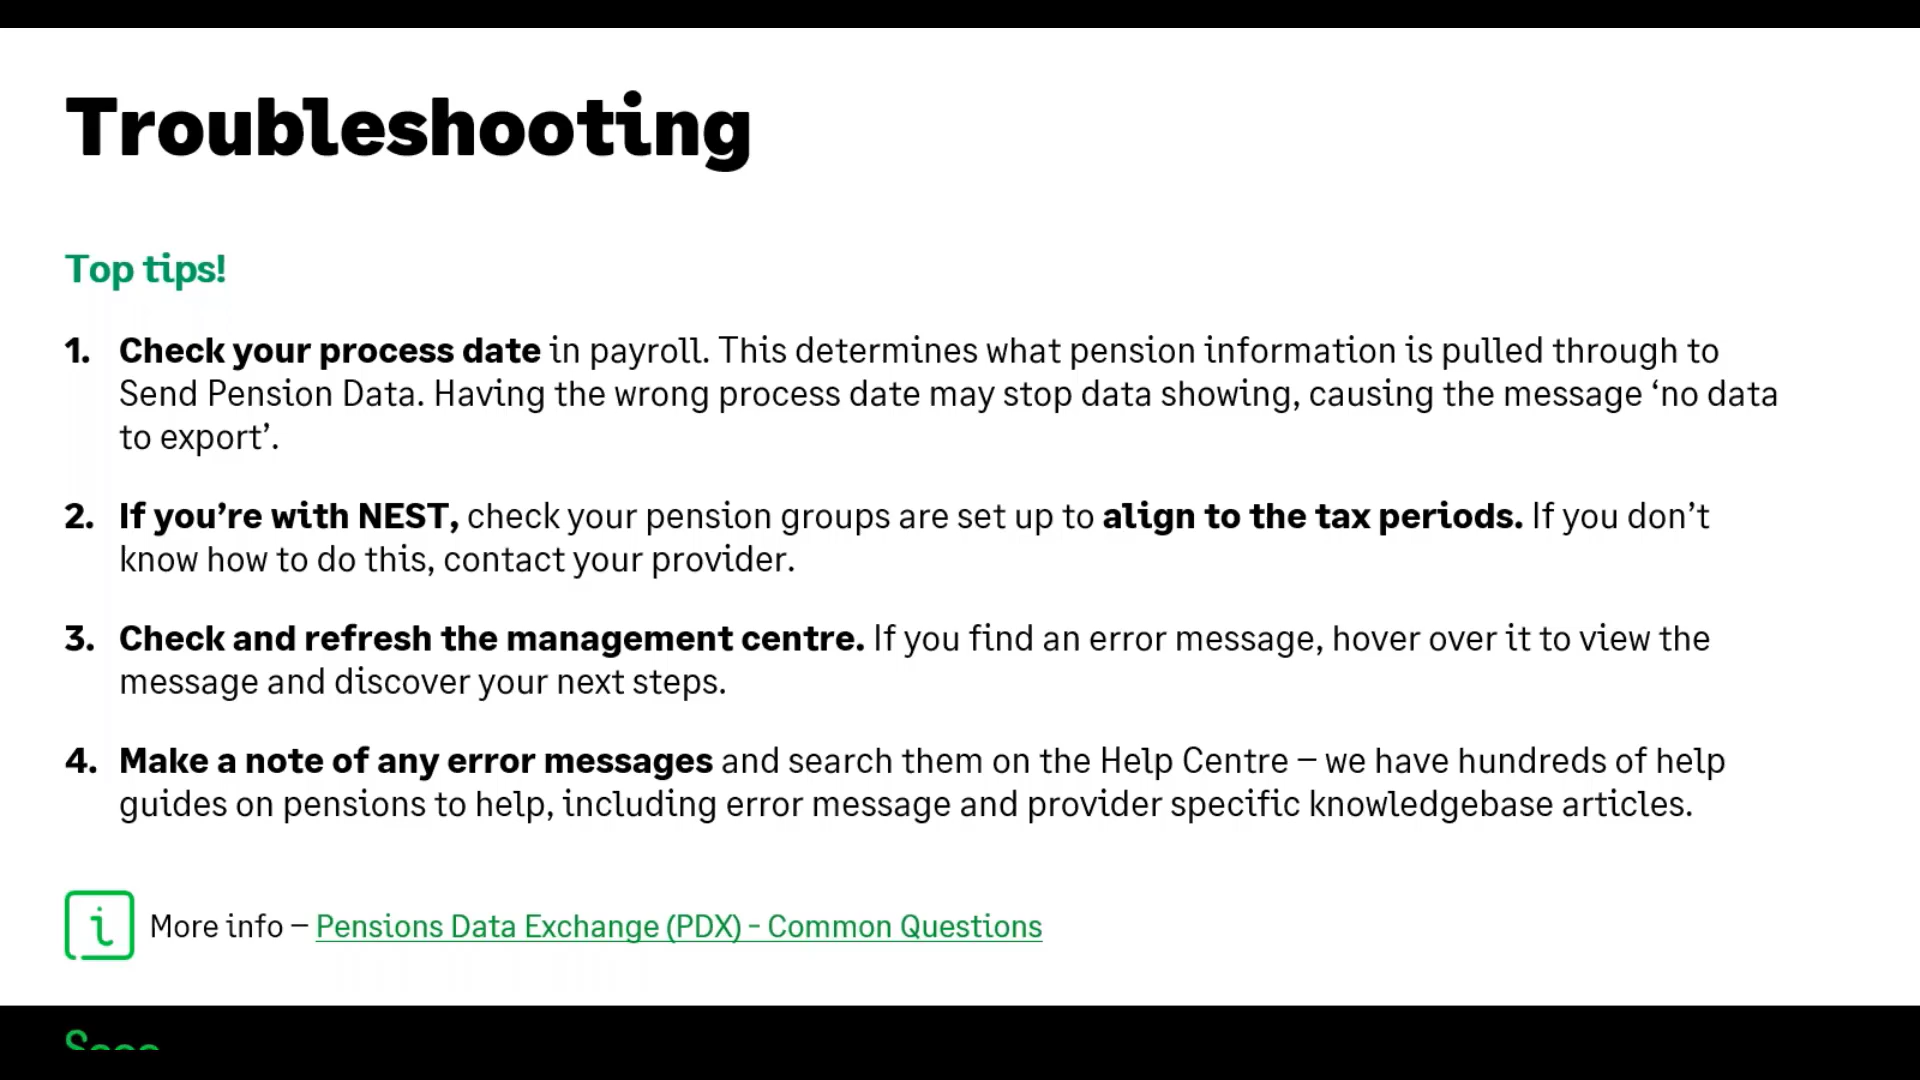 Troubleshooting
Top tips!
1. Check your process date in payroll. This determines what pension information is pulled through to
Send Pension Data. Having the wrong process date may stop data showing, causing the message ‘no data
to export’.
2. If you’re with NEST, check your pension groups are set up to align to the tax periods. If you don’t
know how to do this, contact your provider.
3. Check and refresh the management centre. If you find an error message, hover over it to view the
message and discover your next steps.
4. Make a note of any error messages and search them on the Help Centre – we have hundreds of help
guides on pensions to help, including error message and provider specific knowledgebase articles.
i More info – Pensions Data Exchange (PDX) - Common Questions